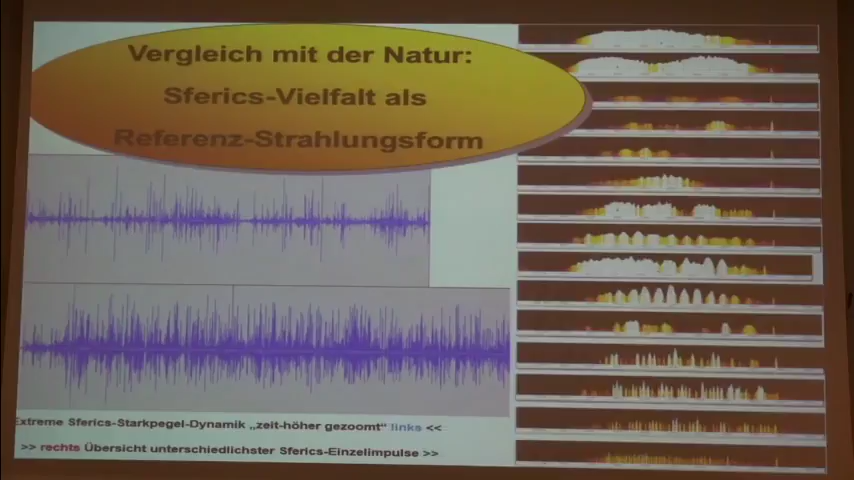 Vergleich mit der Natur:
Sferics-Vielfalt als
Referenz-Strahlungsform
Extreme Sferics-Starkpegel-Dynamik „zeit-höher gezoomt“ links <<
>> rechts Übersicht unterschiedlichster Sferics-Einzelimpulse >>